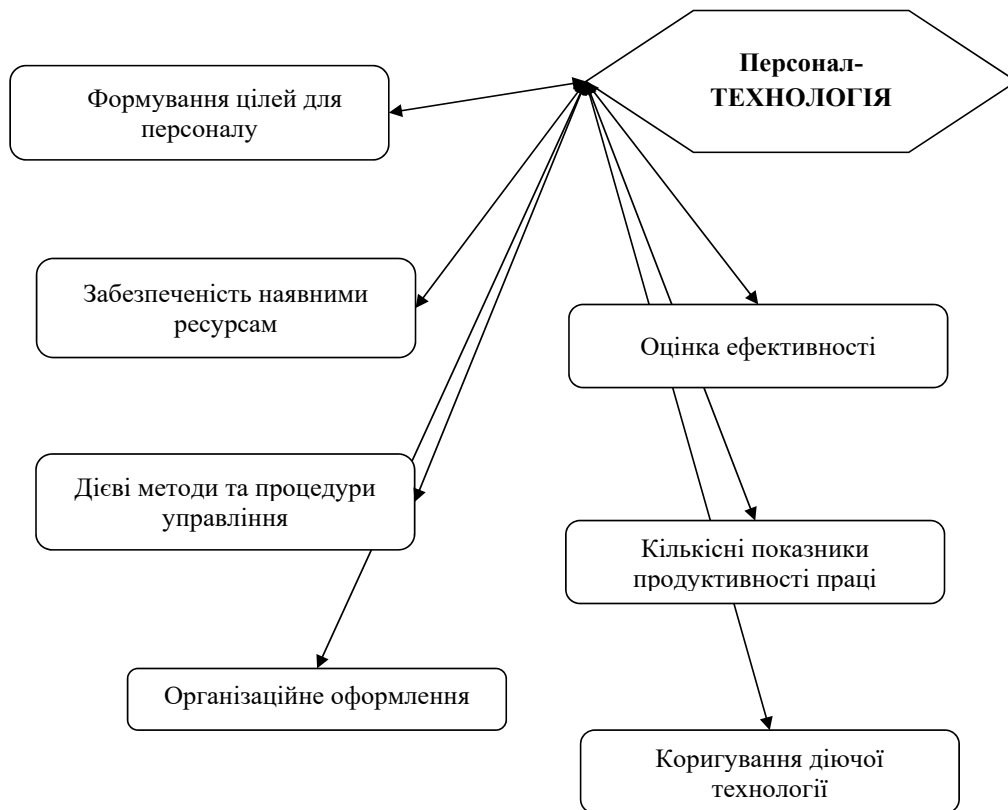 Персонал-
ТЕХНОЛОГІЯ
Формування цілей для
персоналу
Забезпеченість наявними
ресурсам
Оцінка ефективності
Дієві методи та процедури
управління
Кількісні показники
продуктивності праці
Організаційне оформлення
Коригування діючої
технології